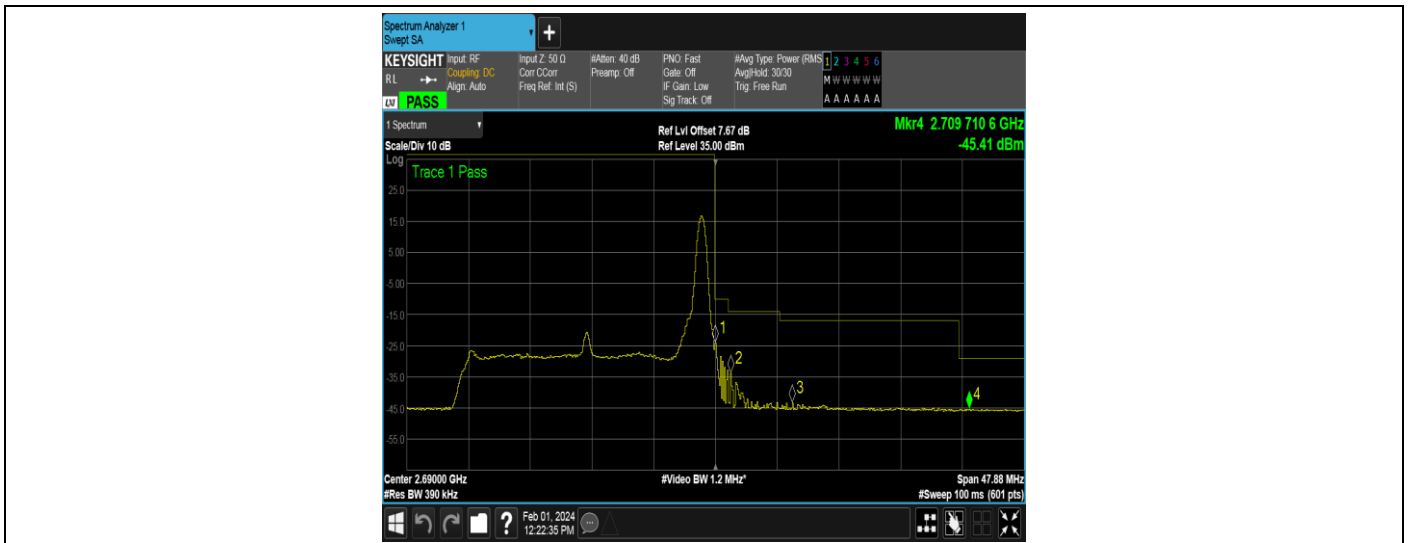 Spectrum Analyzer 1
Swept SA
+
KEYSIGHT Input: RF Input Z: 50 Ω #Atten: 40 dB PNO: Fast #Avg Type: Power (RMS 1 2 3 4 5 6
RL Coupling: DC Corr CCorr Preamp: Off Gate: Off Avg|Hold: 30/30 M W W W W W
Align: Auto Freq Ref: Int (S) IF Gain: Low Trig: Free Run
LXI PASS Sig Track: Off A A A A A A
1 Spectrum Ref Lvl Offset 7.67 dB Mkr4 2.709 710 6 GHz
Scale/Div 10 dB Ref Level 35.00 dBm -45.41 dBm
Log
Trace 1 Pass
25.0
15.0
5.00
-5.00
-15.0
1
-25.0
2
-35.0
3
4
-45.0
-55.0
Center 2.69000 GHz #Video BW 1.2 MHz* Span 47.88 MHz
#Res BW 390 kHz #Sweep 100 ms (601 pts)
? Feb 01, 2024
12:22:35 PM